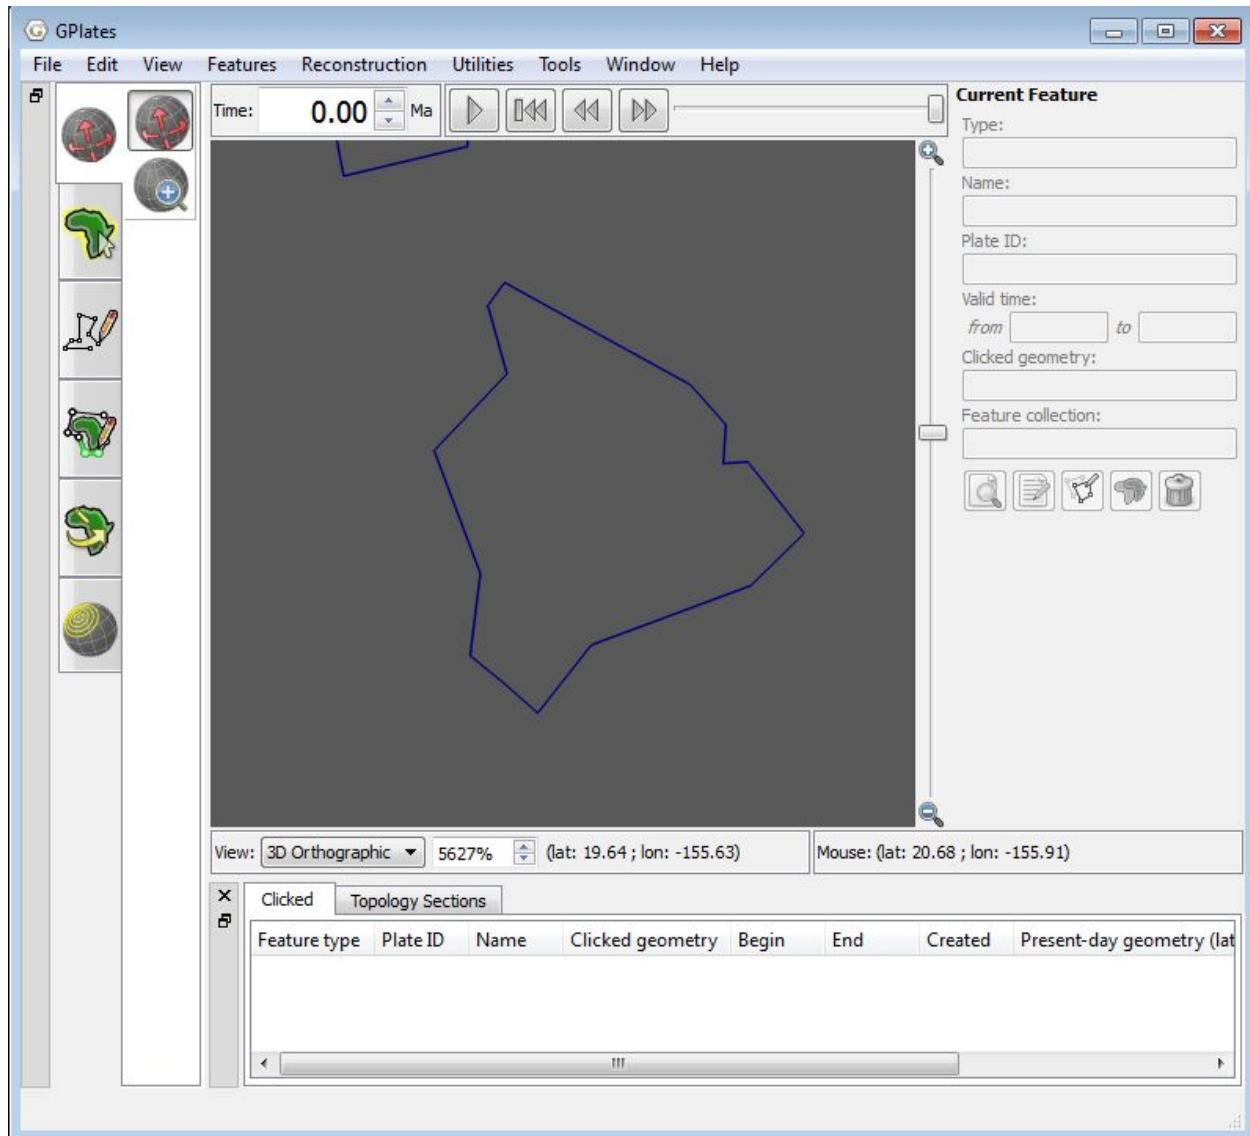 GPlates
File Edit View Features Reconstruction Utilities Tools Window Help
Time: 0.00 Ma
Current Feature
Type:
Name:
Plate ID:
Valid time:
from to
Clicked geometry:
Feature collection:
View: 3D Orthographic 5627% (lat: 19.64 ; lon: -155.63) Mouse: (lat: 20.68 ; lon: -155.91)
Clicked Topology Sections
Feature type Plate ID Name Clicked geometry Begin End Created Present-day geometry (lat